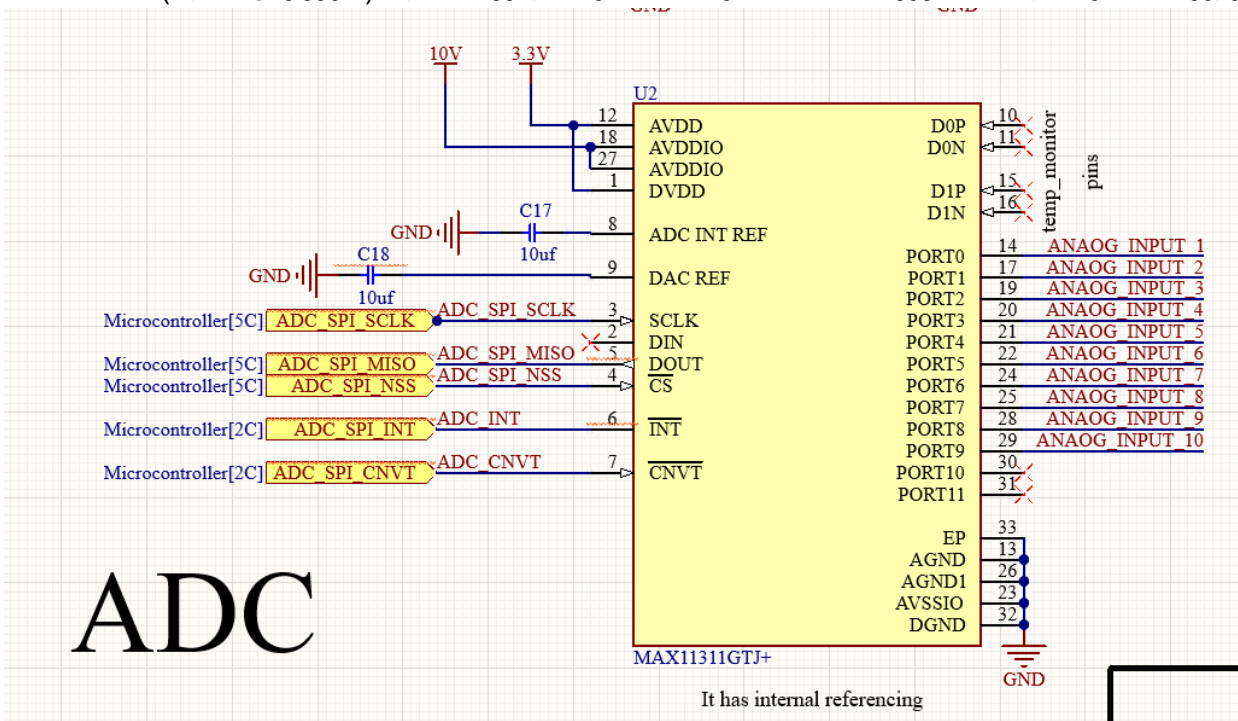 GND
GND
10V
3.3V
U2
12 AVDD
18 AVDDIO
27 AVDDIO
1 DVDD
8 ADC INT REF
9 DAC REF
3 SCLK
2 DIN
5 DOUT
4 CS
6 INT
7 CNVT
D0P 10
D0N 11
D1P 15
D1N 16
temp_monitor
pins
PORT0 14 ANAOG_INPUT_1
PORT1 17 ANAOG_INPUT_2
PORT2 19 ANAOG_INPUT_3
PORT3 20 ANAOG_INPUT_4
PORT4 21 ANAOG_INPUT_5
PORT5 22 ANAOG_INPUT_6
PORT6 24 ANAOG_INPUT_7
PORT7 25 ANAOG_INPUT_8
PORT8 28 ANAOG_INPUT_9
PORT9 29 ANAOG_INPUT_10
PORT10 30
PORT11 31
EP 33
AGND 13
AGND1 26
AVSSIO 23
DGND 32
GND
C17
GND
10uf
C18
GND
10uf
Microcontroller[5C] ADC_SPI_SCLK ADC_SPI_SCLK
Microcontroller[5C] ADC_SPI_MISO ADC_SPI_MISO
Microcontroller[5C] ADC_SPI_NSS ADC_SPI_NSS
Microcontroller[2C] ADC_SPI_INT ADC_INT
Microcontroller[2C] ADC_SPI_CNVT ADC_CNVT
ADC
MAX11311GTJ+
It has internal referencing